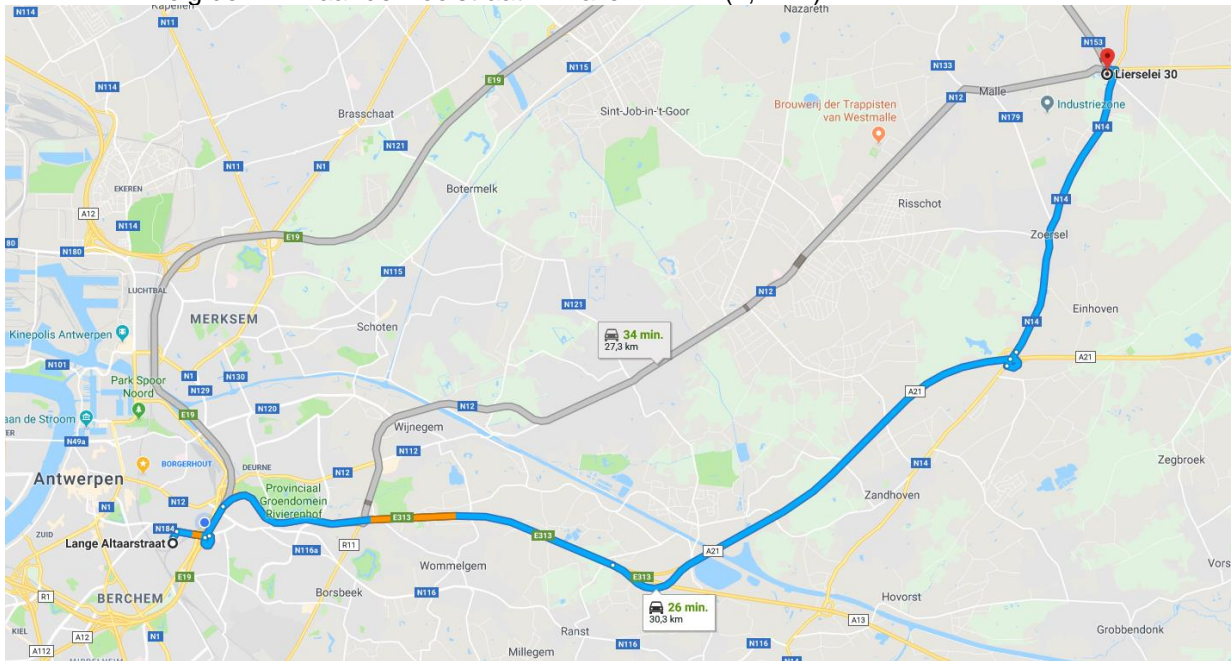 Kapellen
N11
N114
N114
Brasschaat
N121
N11
N1
EKEREN
A12
N114
N180
E19
LUCHTBAL
MERKSEM
N115
Schoten
Kinepolis Antwerpen
N101
Park Spoor
Noord
N1
N129
N130
E19
N120
aan de Stroom
N49a
BORGERHOUT
DEURNE
Antwerpen
N1
N12
N12
Provinciaal
Groendomein
Rivierenhof
ZUID
N184
Lange Altaarstraat
N116a
R11
E19
R1
BERCHEM
Borsbeek
KIEL
A12
A112
N1
E19
N115
Sint-Job-in-'t-Goor
Botermelk
N121
34 min.
27,3 km
N12
Wijnegem
N112
E313
E313
Wommelgem
N116
E313
Ranst
Millegem
N116
26 min.
30,3 km
Nazareth
N153
N133
Lierselei 30
N12
Malle
Industriezone
Brouwerij der Trappisten
van Westmalle
N179
N14
Risschot
N14
Zoersel
N12
Einhoven
N14
A21
A21
N14
Zegbroek
Zandhoven
A21
Hovorst
A13
Grobbendonk
N14